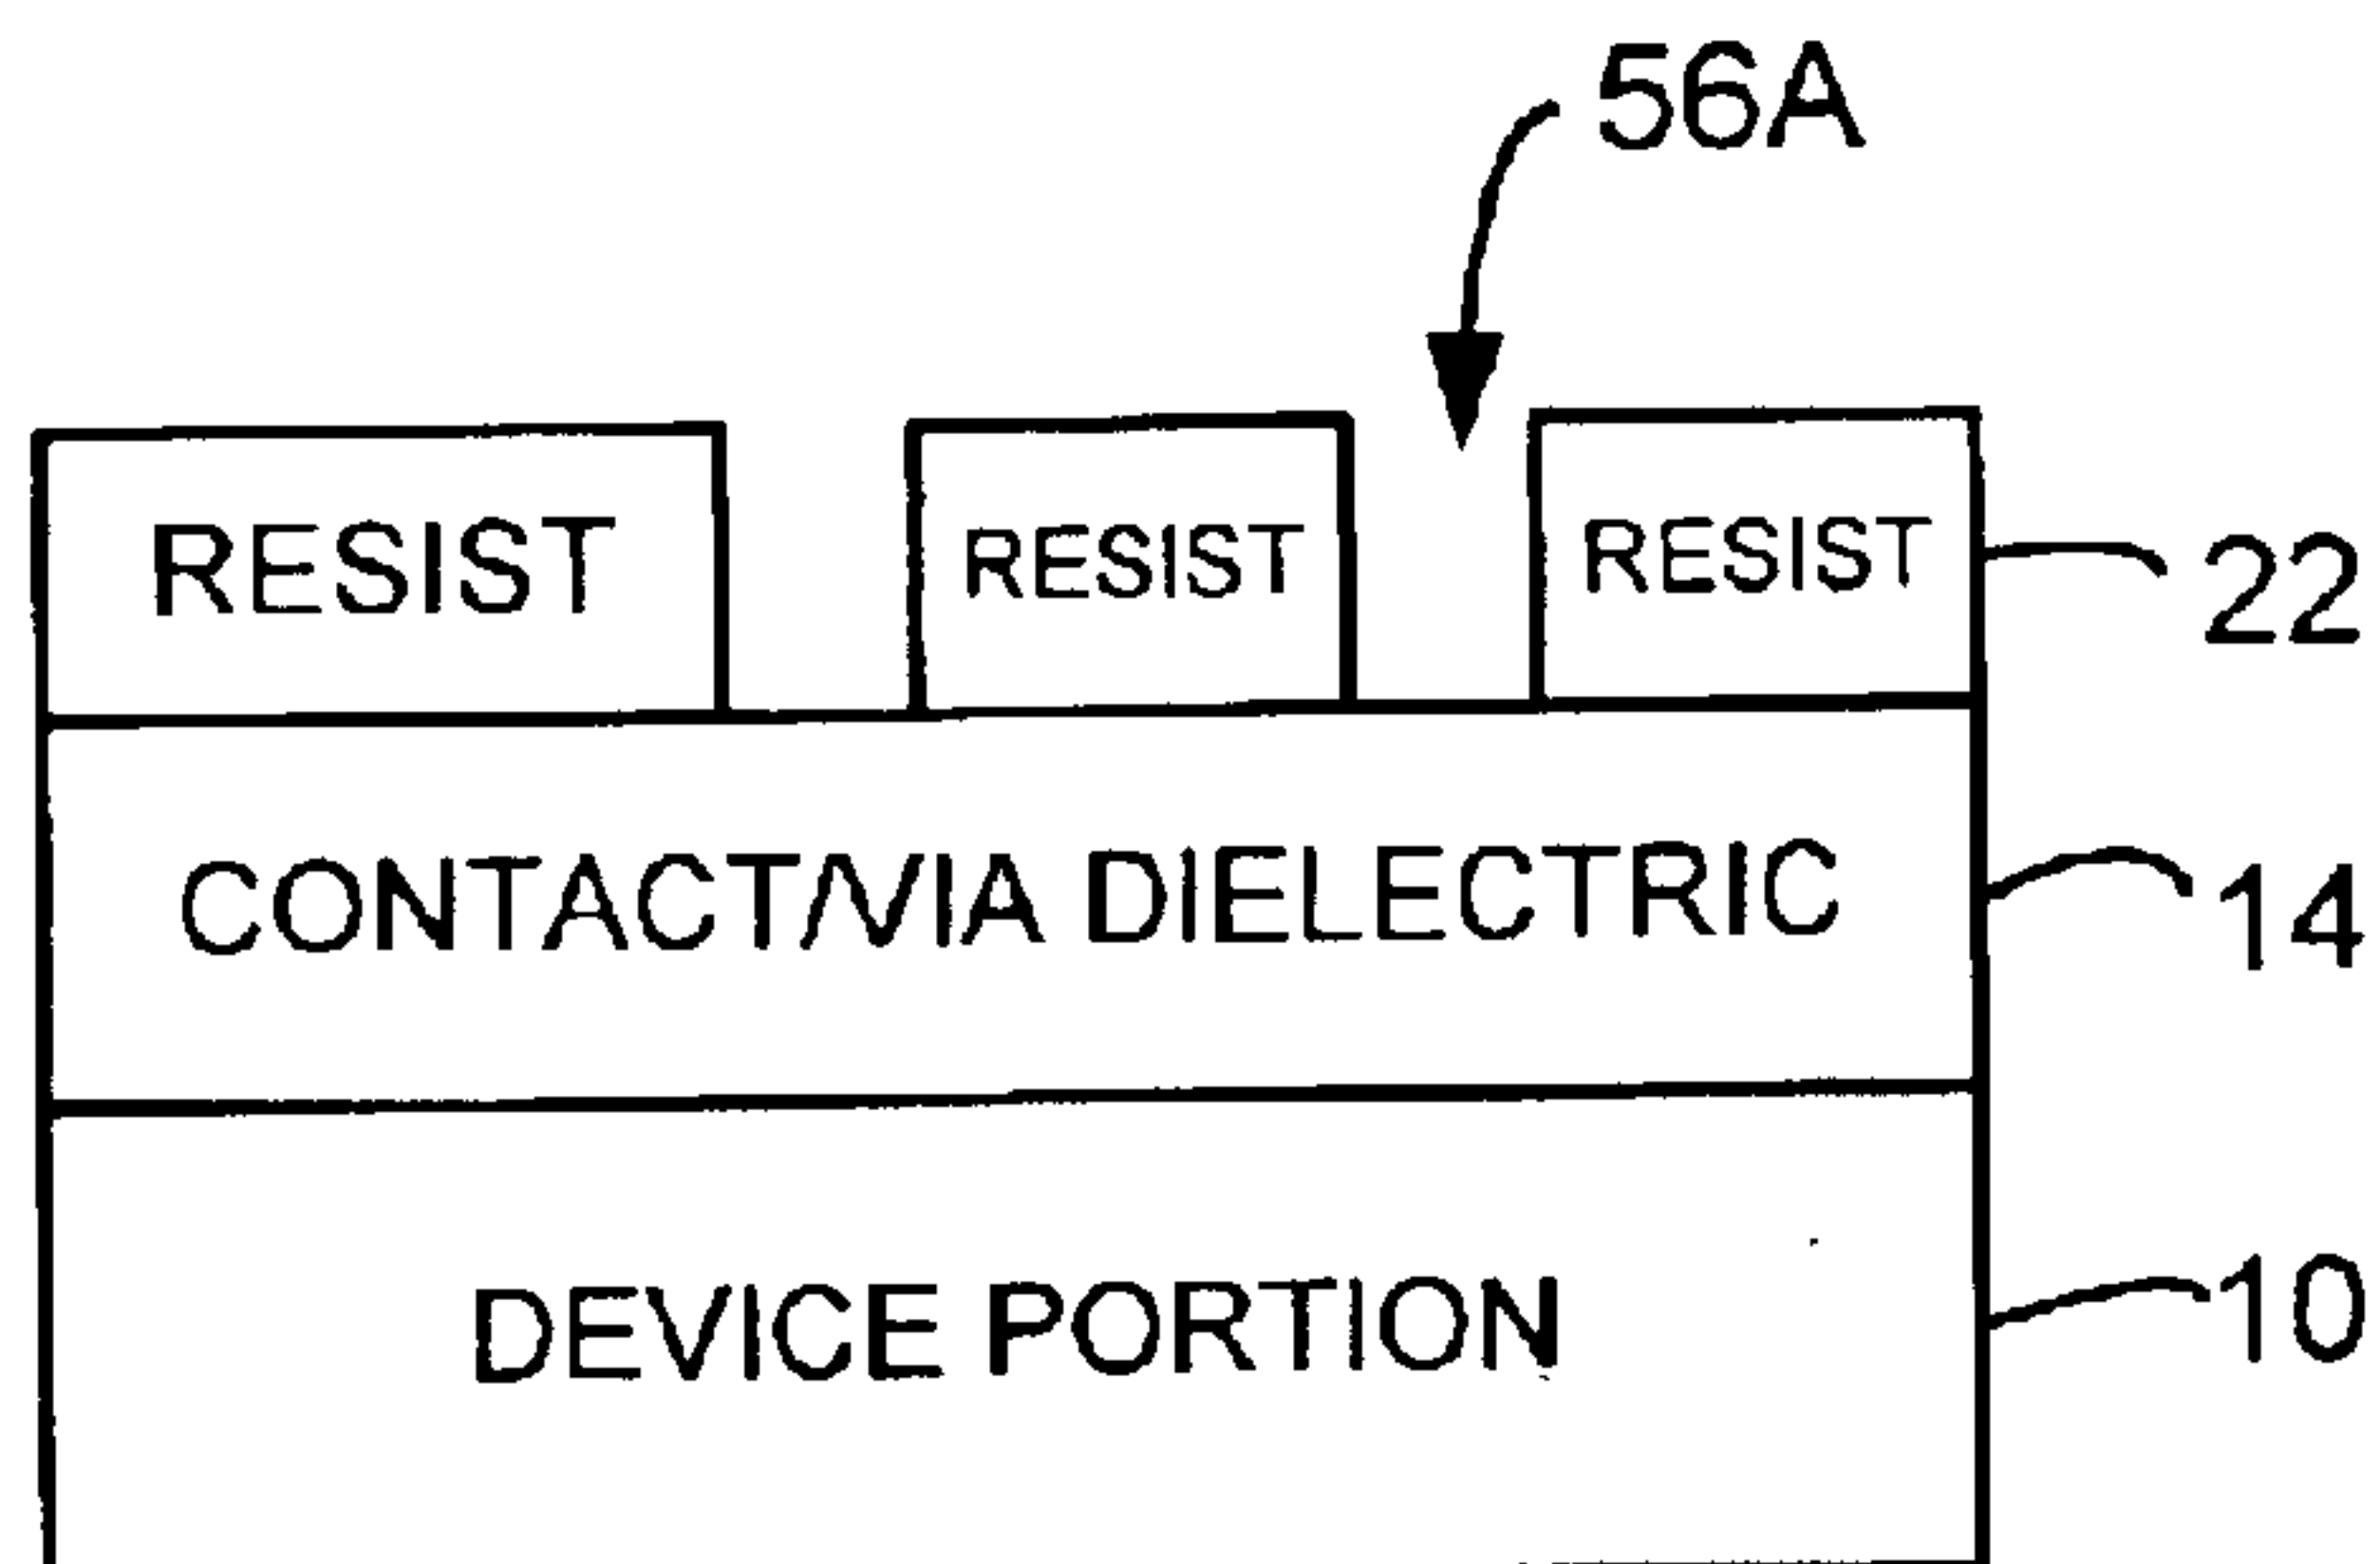 56A
RESIST RESIST RESIST 22
CONTACT/VIA DIELECTRIC 14
DEVICE PORTION 10